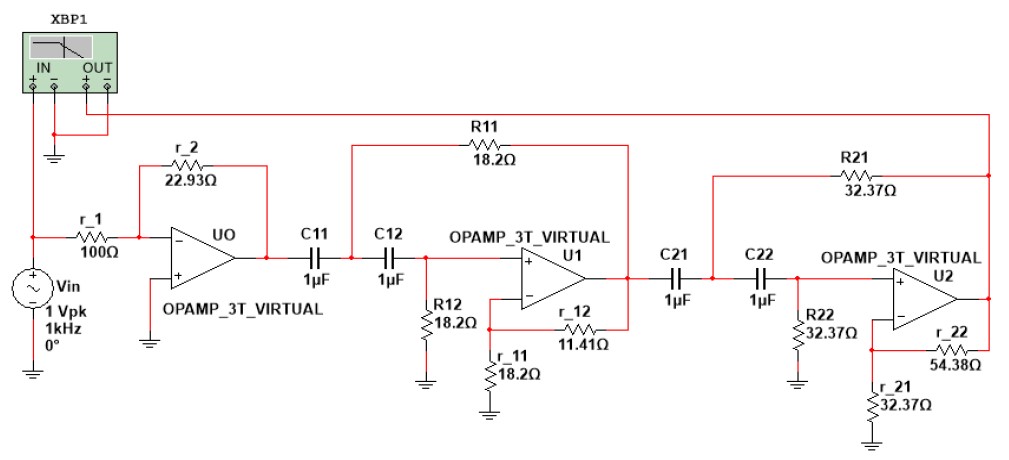 XBP1
IN OUT
+ − + −
r_2
22.93Ω
r_1
100Ω
UO
OPAMP_3T_VIRTUAL
Vin
1 Vpk
1kHz
0°
C11
1µF
C12
1µF
R11
18.2Ω
R12
18.2Ω
OPAMP_3T_VIRTUAL
U1
r_12
11.41Ω
r_11
18.2Ω
C21
1µF
C22
1µF
R21
32.37Ω
R22
32.37Ω
OPAMP_3T_VIRTUAL
U2
r_22
54.38Ω
r_21
32.37Ω